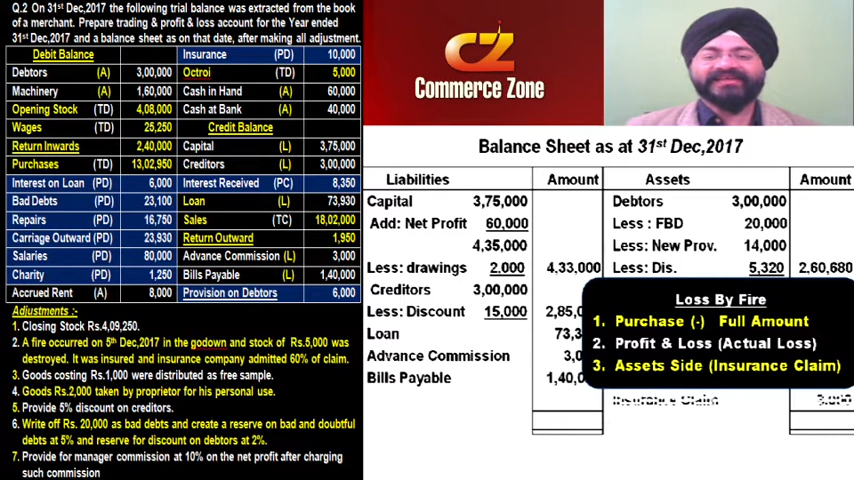 Q.2 On 31st Dec,2017 the following trial balance was extracted from the book
of a merchant. Prepare trading & profit & loss account for the Year ended
31st Dec,2017 and a balance sheet as on that date, after making all adjustment.
Debit Balance
Debtors (A) 3,00,000
Machinery (A) 1,60,000
Opening Stock (TD) 4,08,000
Wages (TD) 25,250
Return Inwards 2,40,000
Purchases (TD) 13,02,950
Interest on Loan (PD) 6,000
Bad Debts (PD) 23,100
Repairs (PD) 16,750
Carriage Outward (PD) 23,930
Salaries (PD) 80,000
Charity (PD) 1,250
Accrued Rent (A) 8,000
Insurance (PD) 10,000
Octroi (TD) 5,000
Cash in Hand (A) 60,000
Cash at Bank (A) 40,000
Credit Balance
Capital (L) 3,75,000
Creditors (L) 3,00,000
Interest Received (PC) 8,350
Loan (L) 73,930
Sales (TC) 18,02,000
Return Outward 1,950
Advance Commission (L) 3,000
Bills Payable (L) 1,40,000
Provision on Debtors 6,000
Adjustments :-
1. Closing Stock Rs.4,09,250.
2. A fire occurred on 5th Dec,2017 in the godown and stock of Rs.5,000 was
destroyed. It was insured and insurance company admitted 60% of claim.
3. Goods costing Rs.1,000 were distributed as free sample.
4. Goods Rs.2,000 taken by proprietor for his personal use.
5. Provide 5% discount on creditors.
6. Write off Rs. 20,000 as bad debts and create a reserve on bad and doubtful
debts at 5% and reserve for discount on debtors at 2%.
7. Provide for manager commission at 10% on the net profit after charging
such commission
CZ
Commerce Zone
Balance Sheet as at 31st Dec,2017
Liabilities Amount Assets Amount
Capital 3,75,000
Add: Net Profit 60,000
4,35,000
Less: drawings 2.000 4,33,000
Creditors 3,00,000
Less: Discount 15,000 2,85,0
Loan 73,3
Advance Commission 3,0
Bills Payable 1,40,0
Debtors 3,00,000
Less : FBD 20,000
Less: New Prov. 14,000
Less: Dis. 5,320 2,60,680
Loss By Fire
1. Purchase (-) Full Amount
2. Profit & Loss (Actual Loss)
3. Assets Side (Insurance Claim)
Insurance Claim 3,000